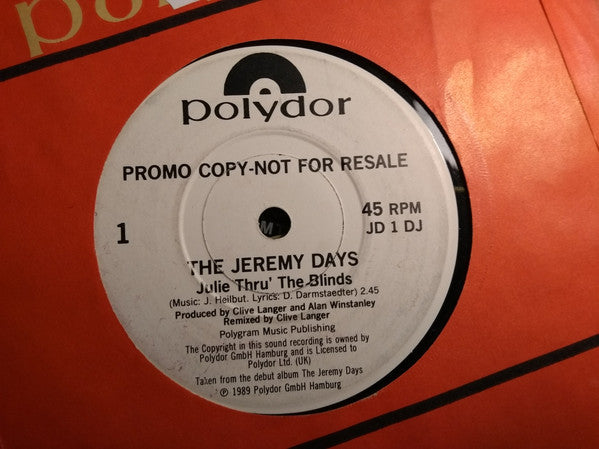 polydor
PROMO COPY-NOT FOR RESALE
1
45 RPM
JD 1 DJ
THE JEREMY DAYS
Julie Thru' The Blinds
(Music: J. Heilbut. Lyrics: D. Darmstaedter) 2.45
Produced by Clive Langer and Alan Winstanley
Remixed by Clive Langer
Polygram Music Publishing
The Copyright in this sound recording is owned by
Polydor GmbH Hamburg and is Licensed to
Polydor Ltd. (UK)
Taken from the debut album The Jeremy Days
℗ 1989 Polydor GmbH Hamburg